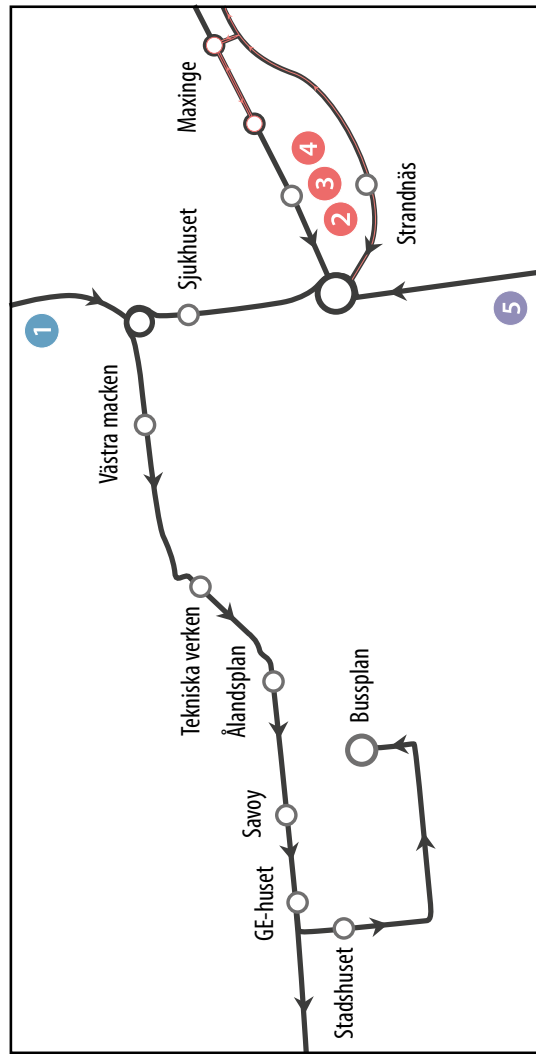 1
Västra macken
Sjukhuset
Maxinge
4
3
2
Strandnäs
5
Tekniska verken
Ålandsplan
Savoy
GE-huset
Stadshuset
Bussplan